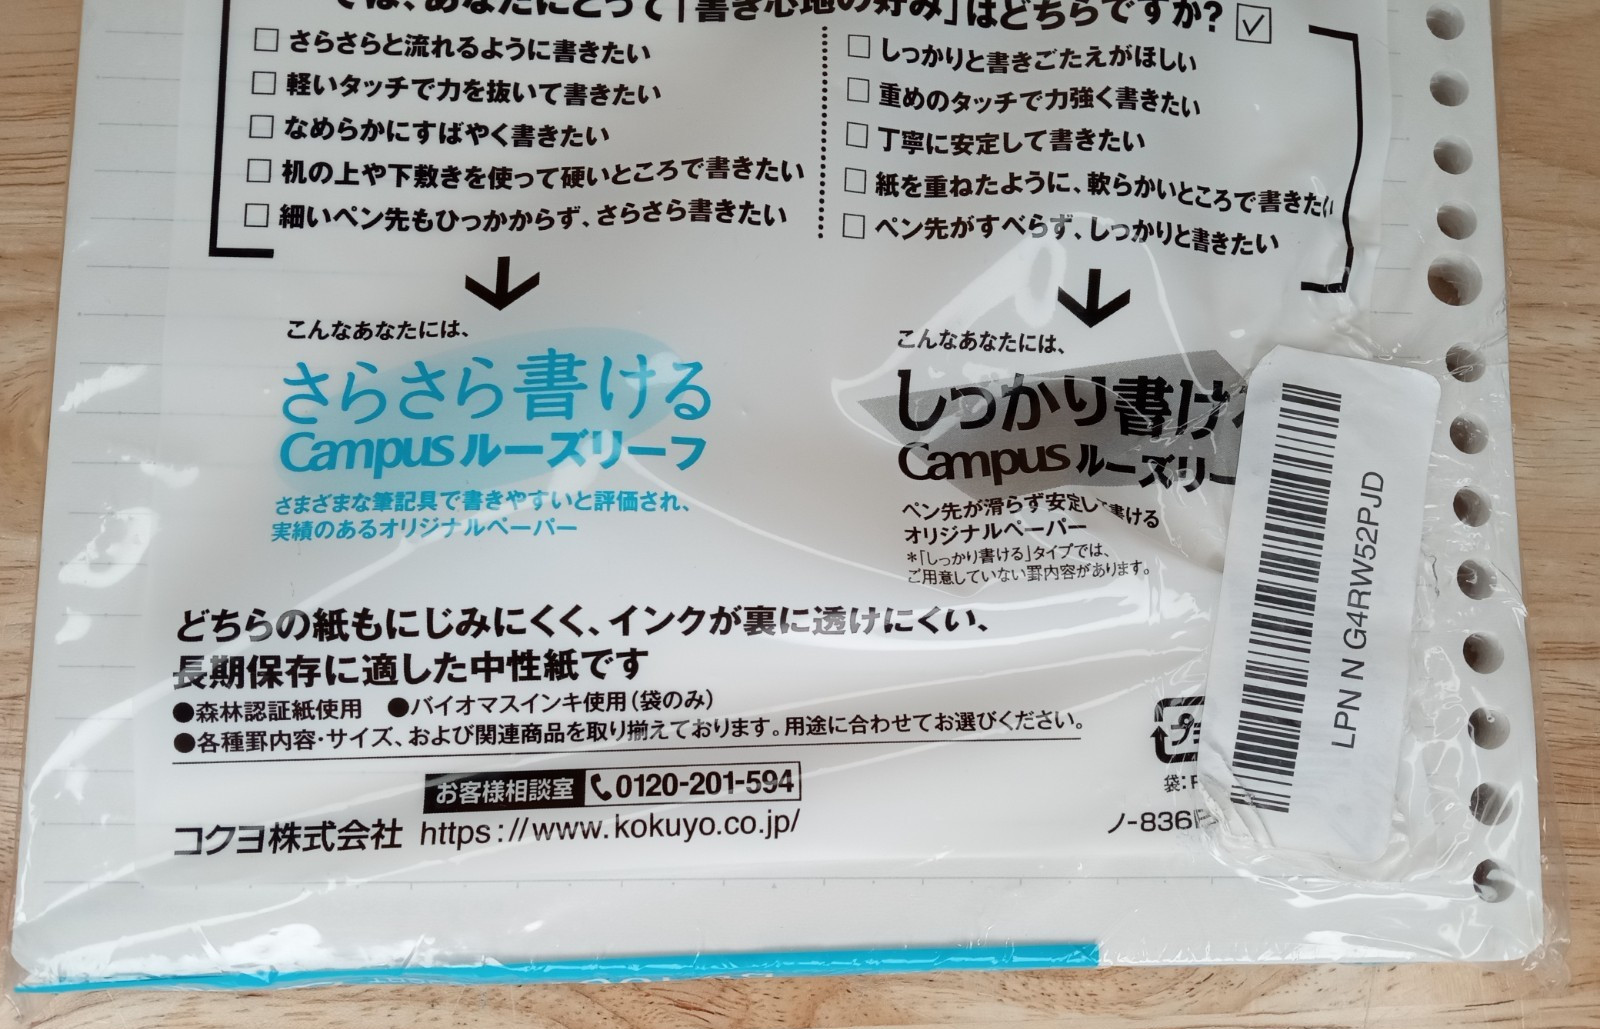 では、あなたにとって「書き心地の好み」はどちらですか?
□ さらさらと流れるように書きたい
□ 軽いタッチで力を抜いて書きたい
□ なめらかにすばやく書きたい
□ 机の上や下敷きを使って硬いところで書きたい
□ 細いペン先もひっかからず、さらさら書きたい
□ しっかりと書きごたえがほしい
□ 重めのタッチで力強く書きたい
□ 丁寧に安定して書きたい
□ 紙を重ねたように、軟らかいところで書きたい
□ ペン先がすべらず、しっかりと書きたい
こんなあなたには、
さらさら書ける
Campus ルーズリーフ
さまざまな筆記具で書きやすいと評価され、
実績のあるオリジナルペーパー
こんなあなたには、
しっかり書け
Campus ルーズリー
ペン先が滑らず安定して書ける
オリジナルペーパー
*「しっかり書ける」タイプでは、
ご用意していない罫内容があります。
どちらの紙もにじみにくく、インクが裏に透けにくい、
長期保存に適した中性紙です
●森林認証紙使用 ●バイオマスインキ使用(袋のみ)
●各種罫内容・サイズ、および関連商品を取り揃えております。用途に合わせてお選びください。
お客様相談室 0120-201-594
コクヨ株式会社 https://www.kokuyo.co.jp/
プ
袋:P
ノ-836
LPN N G4RW52PJD